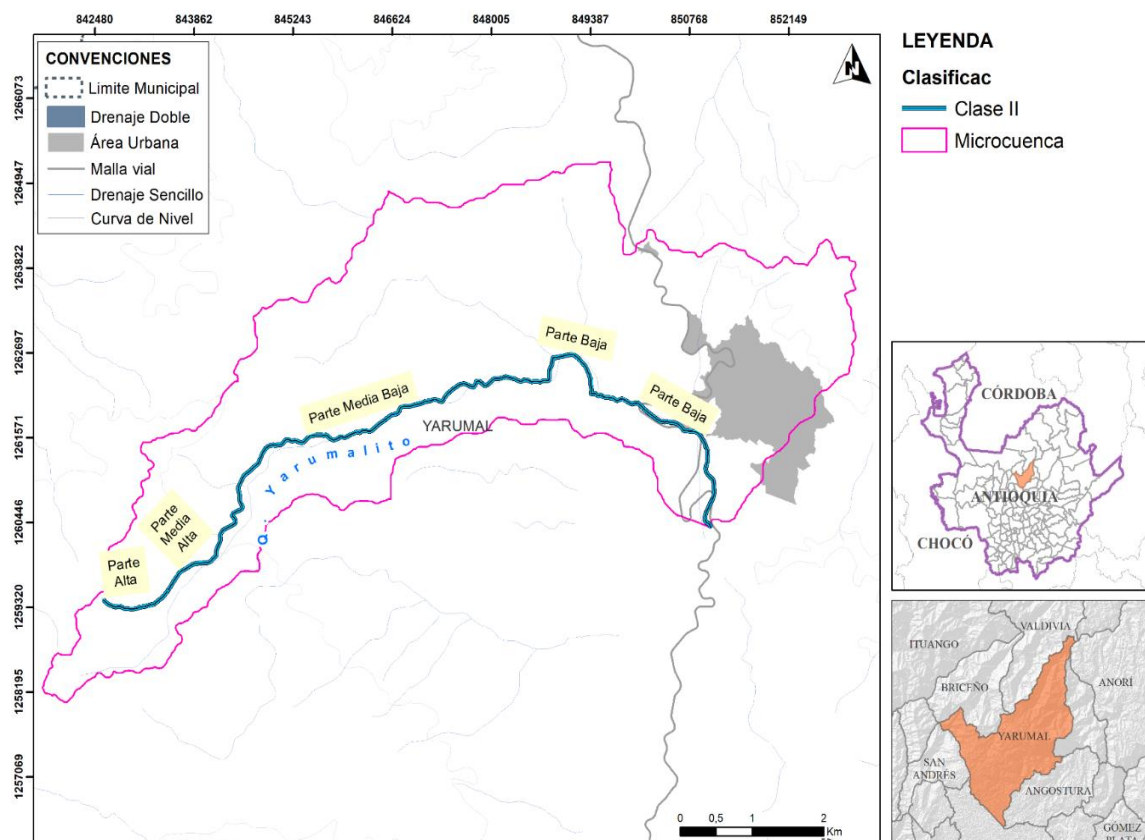 842480 843862 845243 846624 848005 849387 850768 852149
1266073
1264947
1263822
1262697
1261571
1260446
1259320
1258195
1257069
CONVENCIONES
Limite Municipal
Drenaje Doble
Área Urbana
Malla vial
Drenaje Sencillo
Curva de Nivel
N
Parte Baja
Parte Baja
Parte Media Baja
YARUMAL
Q. Yarumalito
Parte
Media
Alta
Parte
Alta
0 0,5 1 2
Km
LEYENDA
Clasificac
Clase II
Microcuenca
CÓRDOBA
ANTIOQUIA
CHOCÓ
VALDIVIA
ITUANGO
BRICEÑO
ANORÍ
YARUMAL
SAN
ANDRÉS
ANGOSTURA
GÓMEZ
PLATA